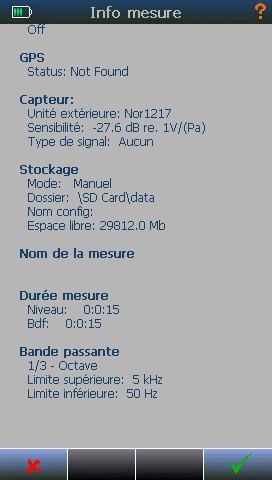 Info mesure
?
Off
GPS
Status: Not Found
Capteur:
Unité extérieure: Nor1217
Sensibilité: -27.6 dB re. 1V/(Pa)
Type de signal: Aucun
Stockage
Mode: Manuel
Dossier: \SD Card\data
Nom config:
Espace libre: 29812.0 Mb
Nom de la mesure
Durée mesure
Niveau: 0:0:15
Bdf: 0:0:15
Bande passante
1/3 - Octave
Limite supérieure: 5 kHz
Limite inférieure: 50 Hz